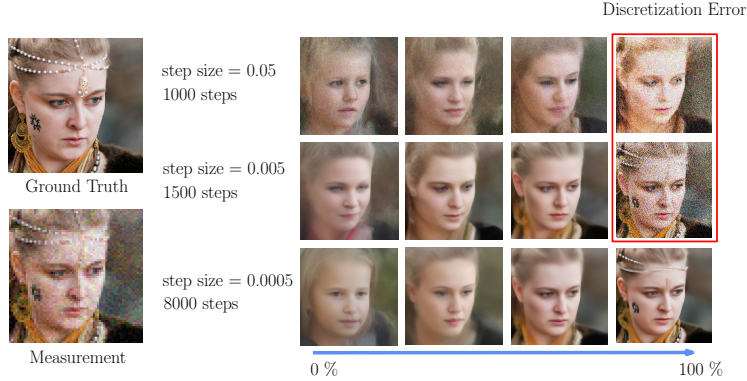 Discretization Error
step size = 0.05
1000 steps
Ground Truth
step size = 0.005
1500 steps
step size = 0.0005
8000 steps
Measurement
0 %
100 %